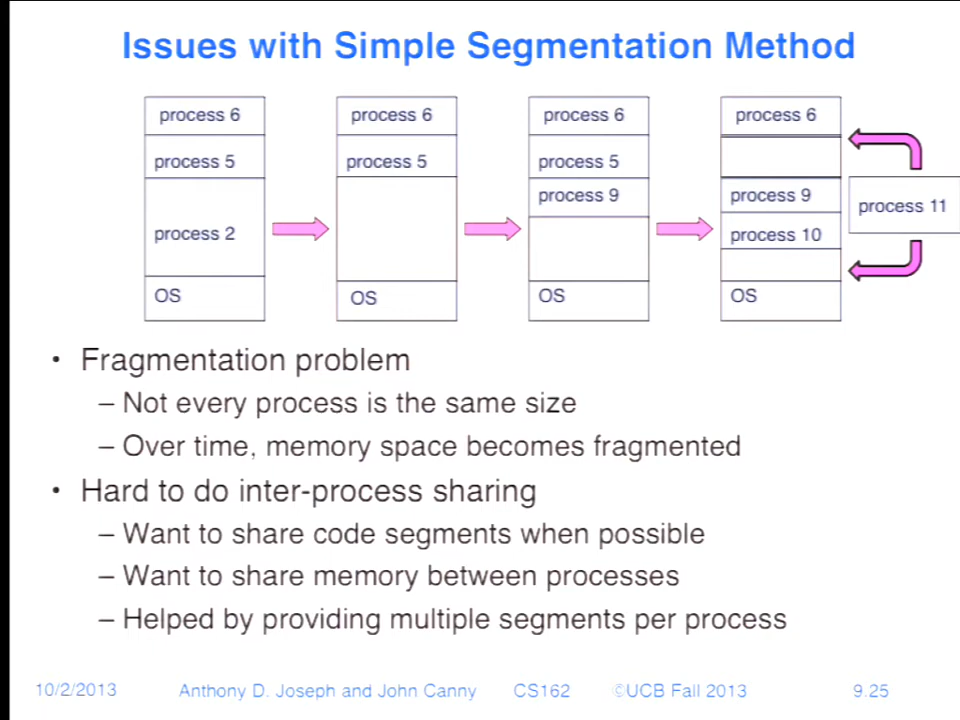 Issues with Simple Segmentation Method
process 6
process 5
process 2
OS
process 6
process 5
OS
process 6
process 5
process 9
OS
process 6
process 9
process 10
OS
process 11
• Fragmentation problem
– Not every process is the same size
– Over time, memory space becomes fragmented
• Hard to do inter-process sharing
– Want to share code segments when possible
– Want to share memory between processes
– Helped by providing multiple segments per process
10/2/2013 Anthony D. Joseph and John Canny CS162 ©UCB Fall 2013 9.25